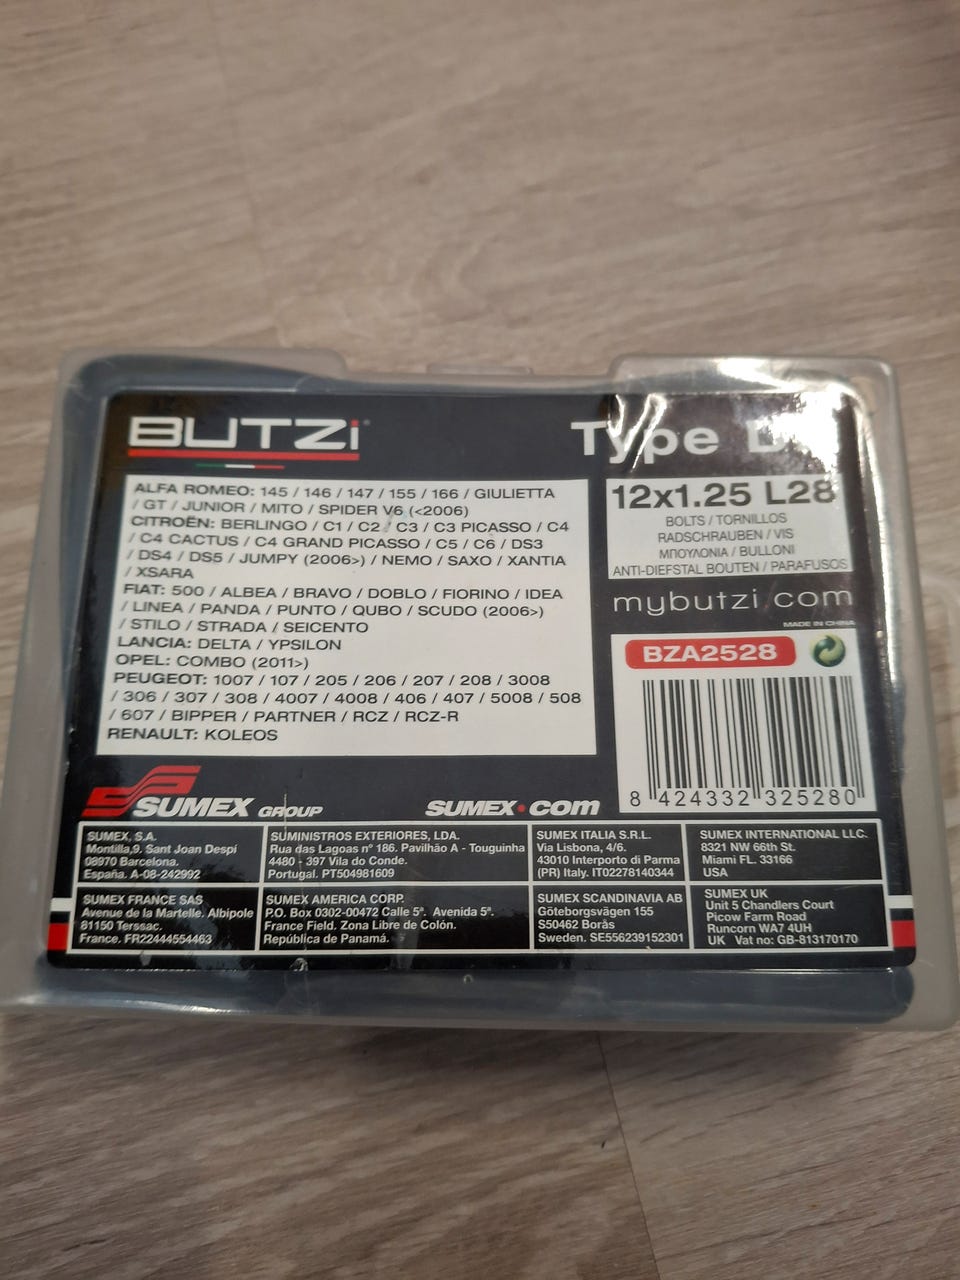 BUTZi
Type
12x1.25 L28
BOLTS / TORNILLOS
RADSCHRAUBEN / VIS
ΜΠΟΥΛΟΝΙΑ / BULLONI
ANTI-DIEFSTAL BOUTEN / PARAFUSOS
mybutzi.com
MADE IN CHINA
BZA2528
8 424332 325280
ALFA ROMEO: 145 / 146 / 147 / 155 / 166 / GIULIETTA
/ GT / JUNIOR / MITO / SPIDER V6 (<2006)
CITROËN: BERLINGO / C1 / C2 / C3 / C3 PICASSO / C4
/ C4 CACTUS / C4 GRAND PICASSO / C5 / C6 / DS3
/ DS4 / DS5 / JUMPY (2006>) / NEMO / SAXO / XANTIA
/ XSARA
FIAT: 500 / ALBEA / BRAVO / DOBLO / FIORINO / IDEA
/ LINEA / PANDA / PUNTO / QUBO / SCUDO (2006>)
/ STILO / STRADA / SEICENTO
LANCIA: DELTA / YPSILON
OPEL: COMBO (2011>)
PEUGEOT: 1007 / 107 / 205 / 206 / 207 / 208 / 3008
/ 306 / 307 / 308 / 4007 / 4008 / 406 / 407 / 5008 / 508
/ 607 / BIPPER / PARTNER / RCZ / RCZ-R
RENAULT: KOLEOS
SUMEX GROUP
SUMEX.com
SUMEX, S.A.
Montilla,9. Sant Joan Despí
08970 Barcelona.
España. A-08-242992
SUMINISTROS EXTERIORES, LDA.
Rua das Lagoas nº 186. Pavilhão A - Touguinha
4480 - 397 Vila do Conde.
Portugal. PT504981609
SUMEX ITALIA S.R.L.
Via Lisbona, 4/6.
43010 Interporto di Parma
(PR) Italy. IT02278140344
SUMEX INTERNATIONAL LLC.
8321 NW 66th St.
Miami FL. 33166
USA
SUMEX FRANCE SAS
Avenue de la Martelle. Albipole
81150 Terssac.
France. FR22444554463
SUMEX AMERICA CORP.
P.O. Box 0302-00472 Calle 5ª. Avenida 5ª.
France Field. Zona Libre de Colón.
República de Panamá.
SUMEX SCANDINAVIA AB
Göteborgsvägen 155
S50462 Borås
Sweden. SE556239152301
SUMEX UK
Unit 5 Chandlers Court
Picow Farm Road
Runcorn WA7 4UH
UK Vat no: GB-813170170